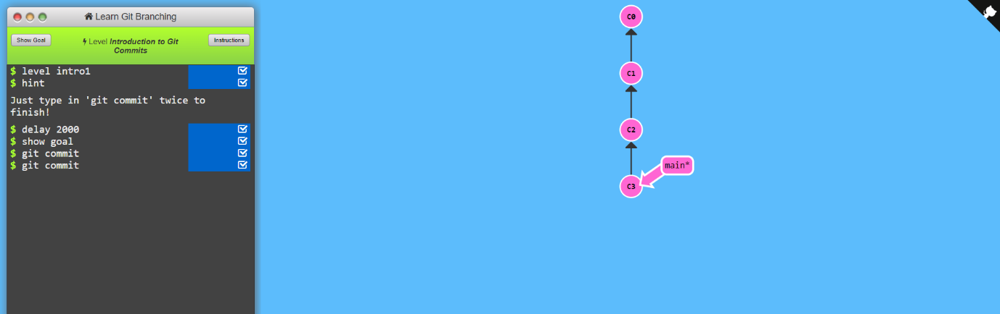 Learn Git Branching
Show Goal
Level Introduction to Git
Commits
Instructions
$ level intro1
$ hint
Just type in 'git commit' twice to
finish!
$ delay 2000
$ show goal
$ git commit
$ git commit
C0
C1
C2
main*
C3